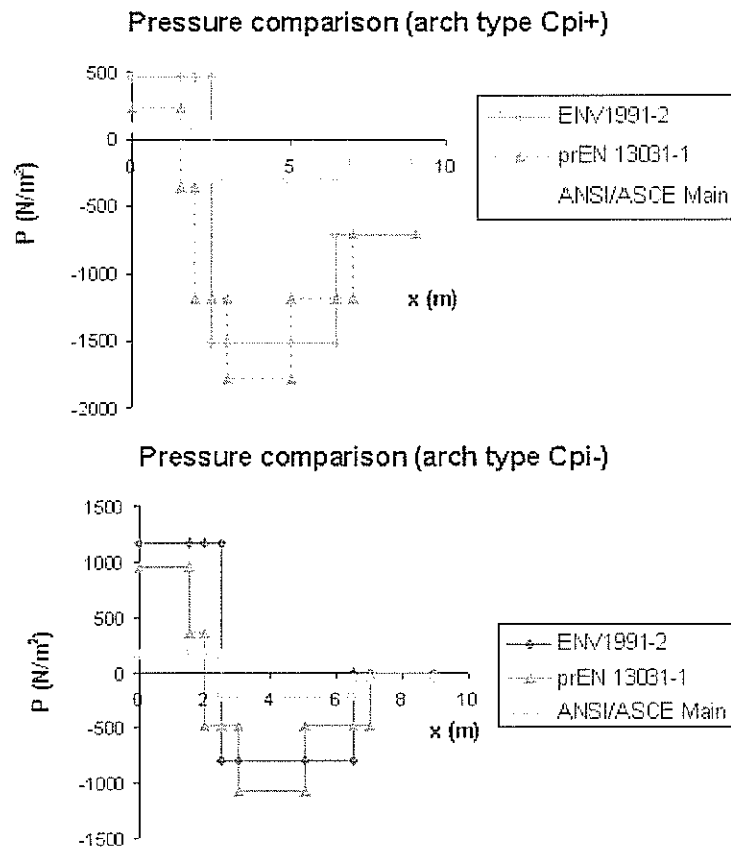 Pressure comparison (arch type Cpi+)
500
0
-500
-1000
-1500
-2000
P (N/m²)
0 5 10
x (m)
ENV1991-2
prEN 13031-1
ANSI/ASCE Main
Pressure comparison (arch type Cpi-)
1500
1000
500
0
-500
-1000
-1500
P (N/m²)
0 2 4 6 8 10
x (m)
ENV1991-2
prEN 13031-1
ANSI/ASCE Main